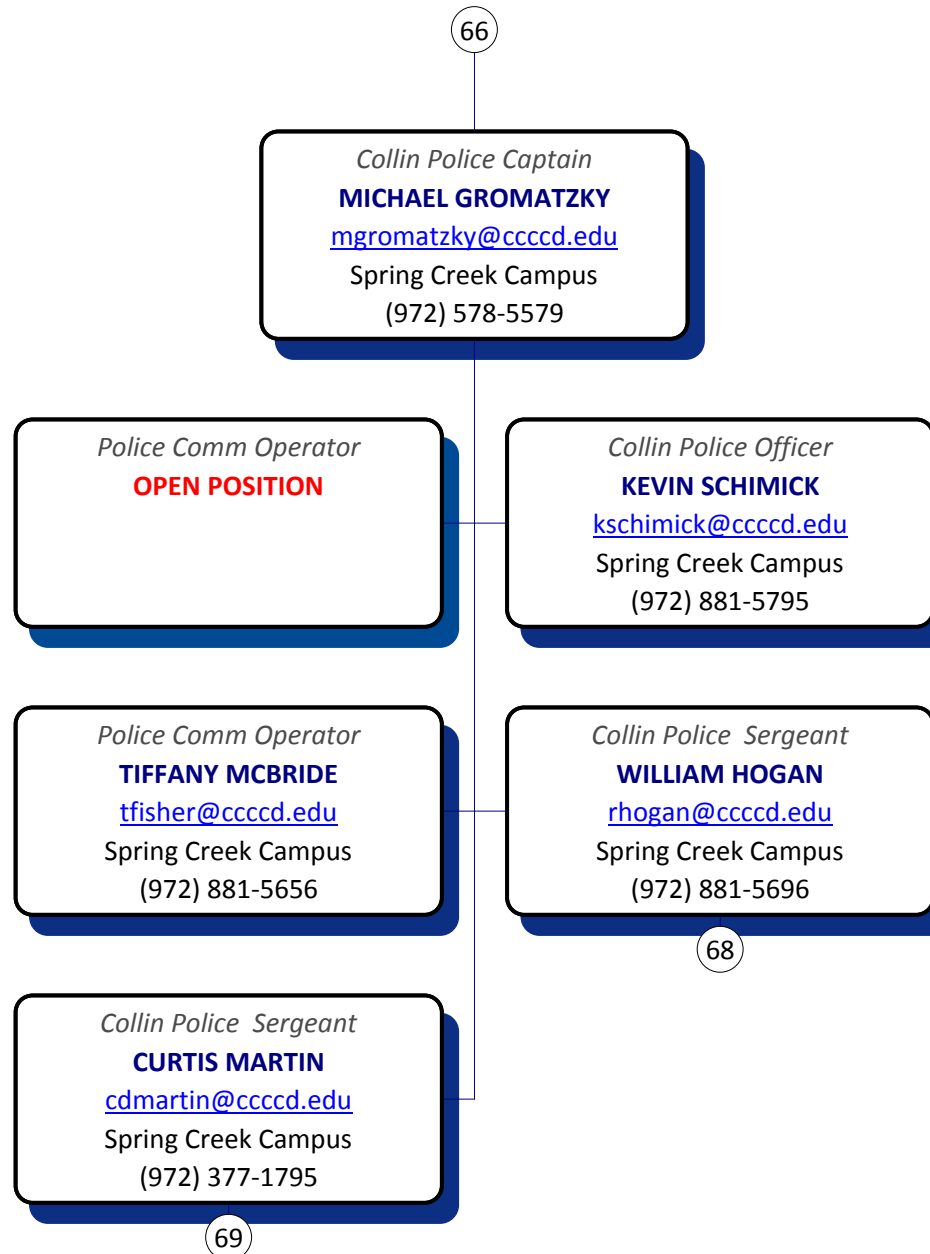 66
Collin Police Captain
MICHAEL GROMATZKY
mgromatzky@ccccd.edu
Spring Creek Campus
(972) 578-5579
Police Comm Operator
OPEN POSITION
Collin Police Officer
KEVIN SCHIMICK
kschimick@ccccd.edu
Spring Creek Campus
(972) 881-5795
Police Comm Operator
TIFFANY MCBRIDE
tfisher@ccccd.edu
Spring Creek Campus
(972) 881-5656
Collin Police  Sergeant
WILLIAM HOGAN
rhogan@ccccd.edu
Spring Creek Campus
(972) 881-5696
68
Collin Police  Sergeant
CURTIS MARTIN
cdmartin@ccccd.edu
Spring Creek Campus
(972) 377-1795
69